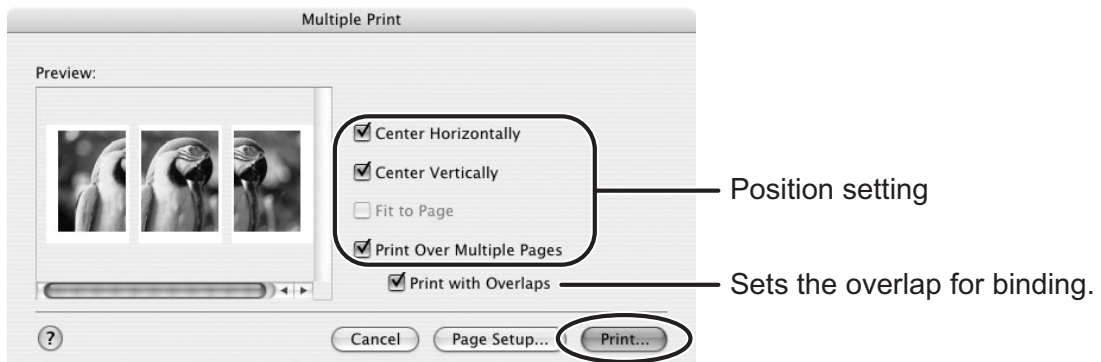 Multiple Print
Preview:
Center Horizontally
Center Vertically
Position setting
Fit to Page
Print Over Multiple Pages
Print with Overlaps
Sets the overlap for binding.
?
Cancel
Page Setup...
Print...